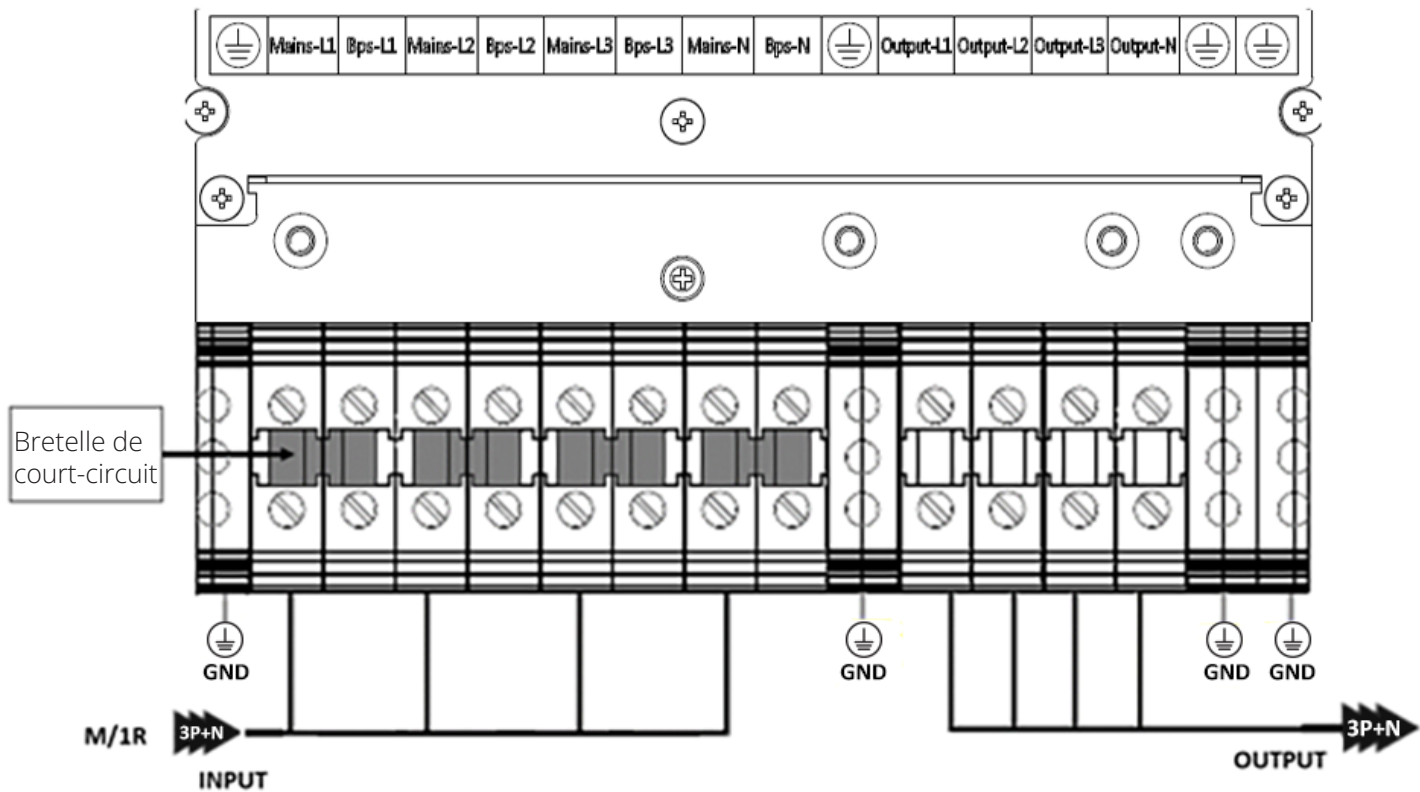 Mains-L1 Bps-L1 Mains-L2 Bps-L2 Mains-L3 Bps-L3 Mains-N Bps-N Output-L1 Output-L2 Output-L3 Output-N
Bretelle de
court-circuit
GND GND GND GND
M/1R 3P+N 3P+N
INPUT OUTPUT